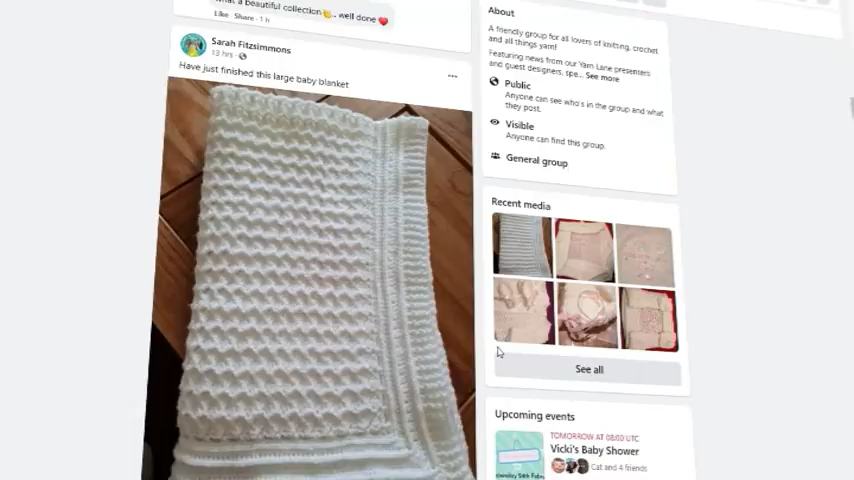 what a beautiful collection👏.. well done ❤️
Like · Share · 1 h
Sarah Fitzsimmons
13 hrs ·
Have just finished this large baby blanket
About
A friendly group for all lovers of knitting, crochet
and all things yarn!
Featuring news from our Yarn Lane presenters
and guest designers, spe... See more
Public
Anyone can see who's in the group and what
they post.
Visible
Anyone can find this group.
General group
Recent media
See all
Upcoming events
TOMORROW AT 08:00 UTC
Vicki's Baby Shower
Cat and 4 friends